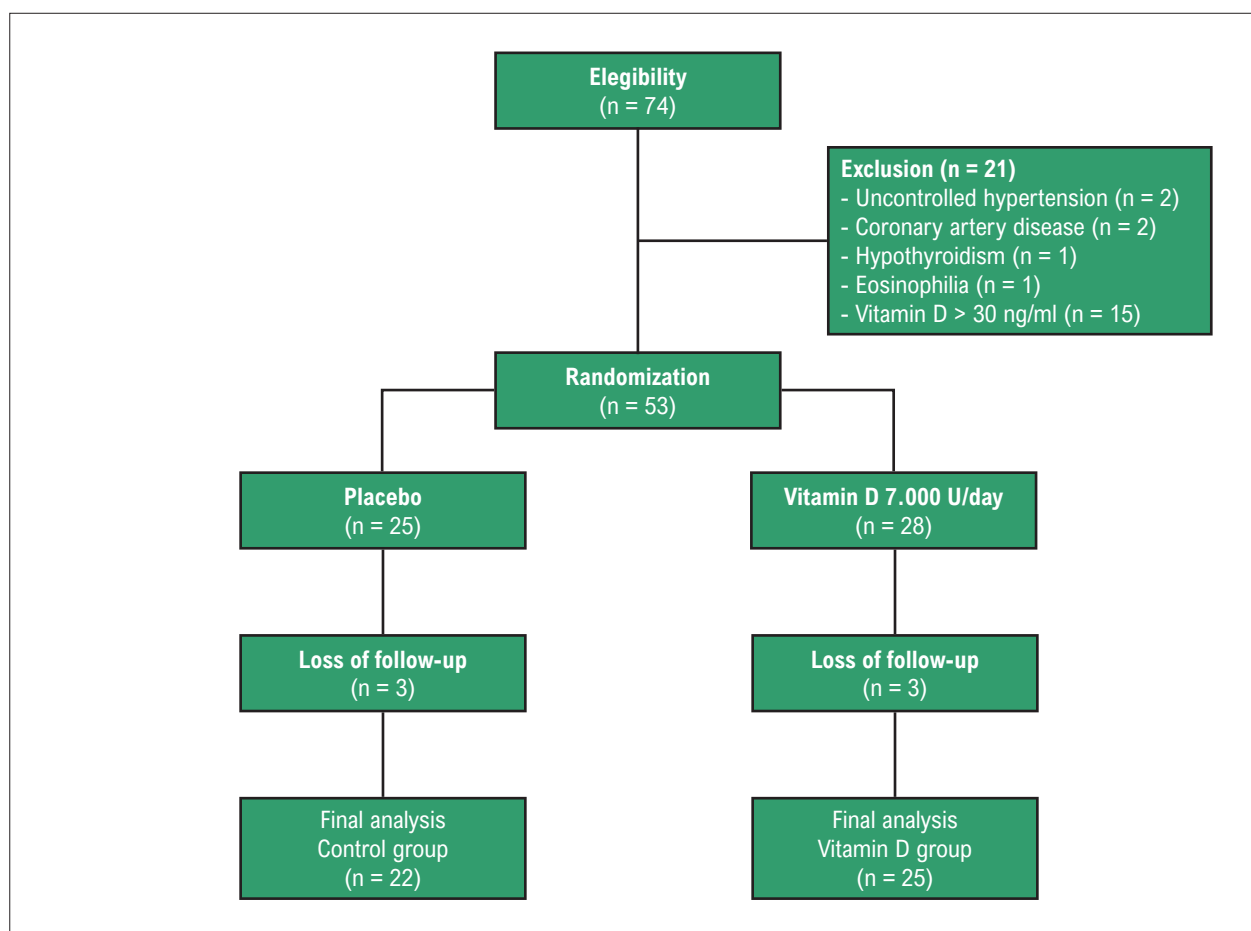 Elegibility
(n = 74)
Exclusion (n = 21)
- Uncontrolled hypertension (n = 2)
- Coronary artery disease (n = 2)
- Hypothyroidism (n = 1)
- Eosinophilia (n = 1)
- Vitamin D > 30 ng/ml (n = 15)
Randomization
(n = 53)
Placebo
(n = 25)
Vitamin D 7.000 U/day
(n = 28)
Loss of follow-up
(n = 3)
Loss of follow-up
(n = 3)
Final analysis
Control group
(n = 22)
Final analysis
Vitamin D group
(n = 25)